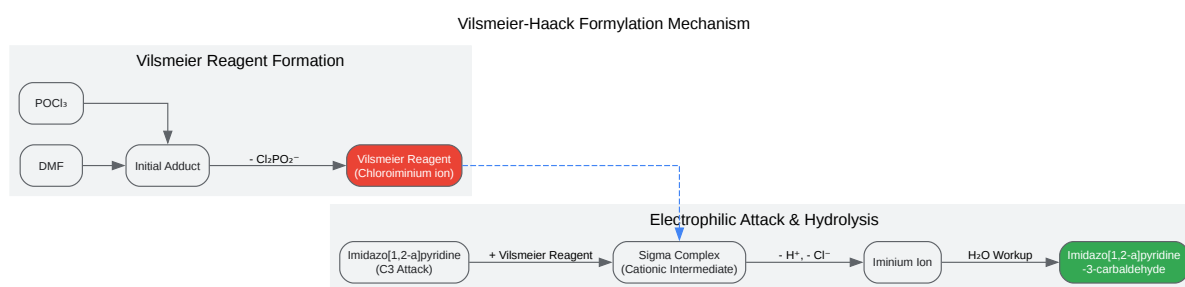 Vilsmeier-Haack Formylation Mechanism
Vilsmeier Reagent Formation
POCl₃
DMF
Initial Adduct
- Cl₂PO₂⁻
Vilsmeier Reagent
(Chloroiminium ion)
Electrophilic Attack & Hydrolysis
Imidazo[1,2-a]pyridine
(C3 Attack)
+ Vilsmeier Reagent
Sigma Complex
(Cationic Intermediate)
- H⁺, - Cl⁻
Iminium Ion
H₂O Workup
Imidazo[1,2-a]pyridine
-3-carbaldehyde